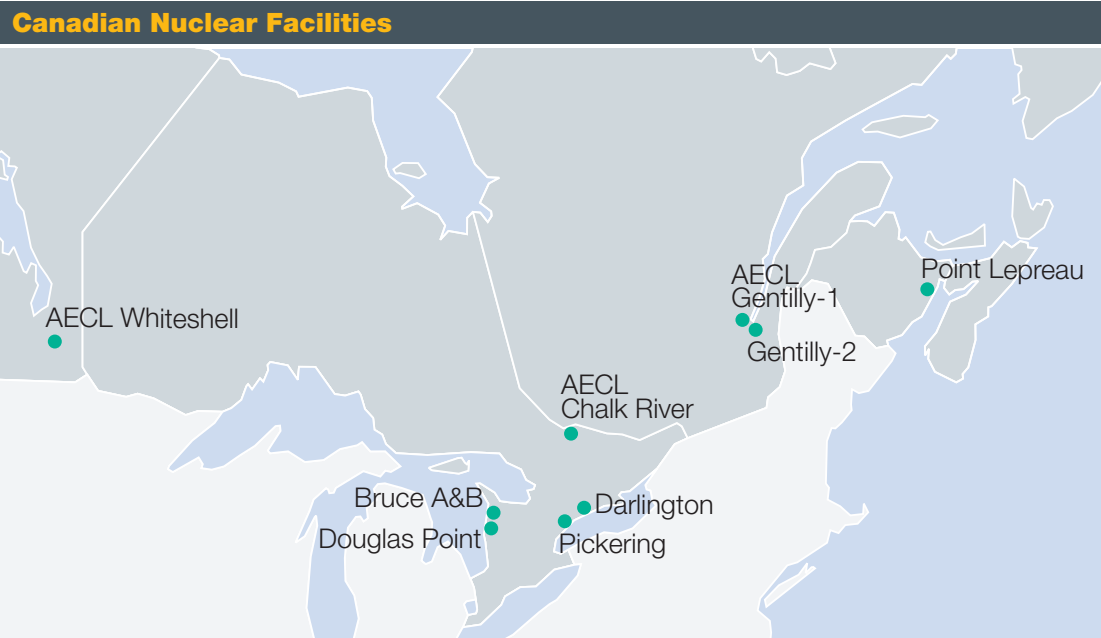 Canadian Nuclear Facilities
AECL
Gentilly-1
Point Lepreau
AECL Whiteshell
Gentilly-2
AECL
Chalk River
Bruce A&B
Darlington
Douglas Point
Pickering